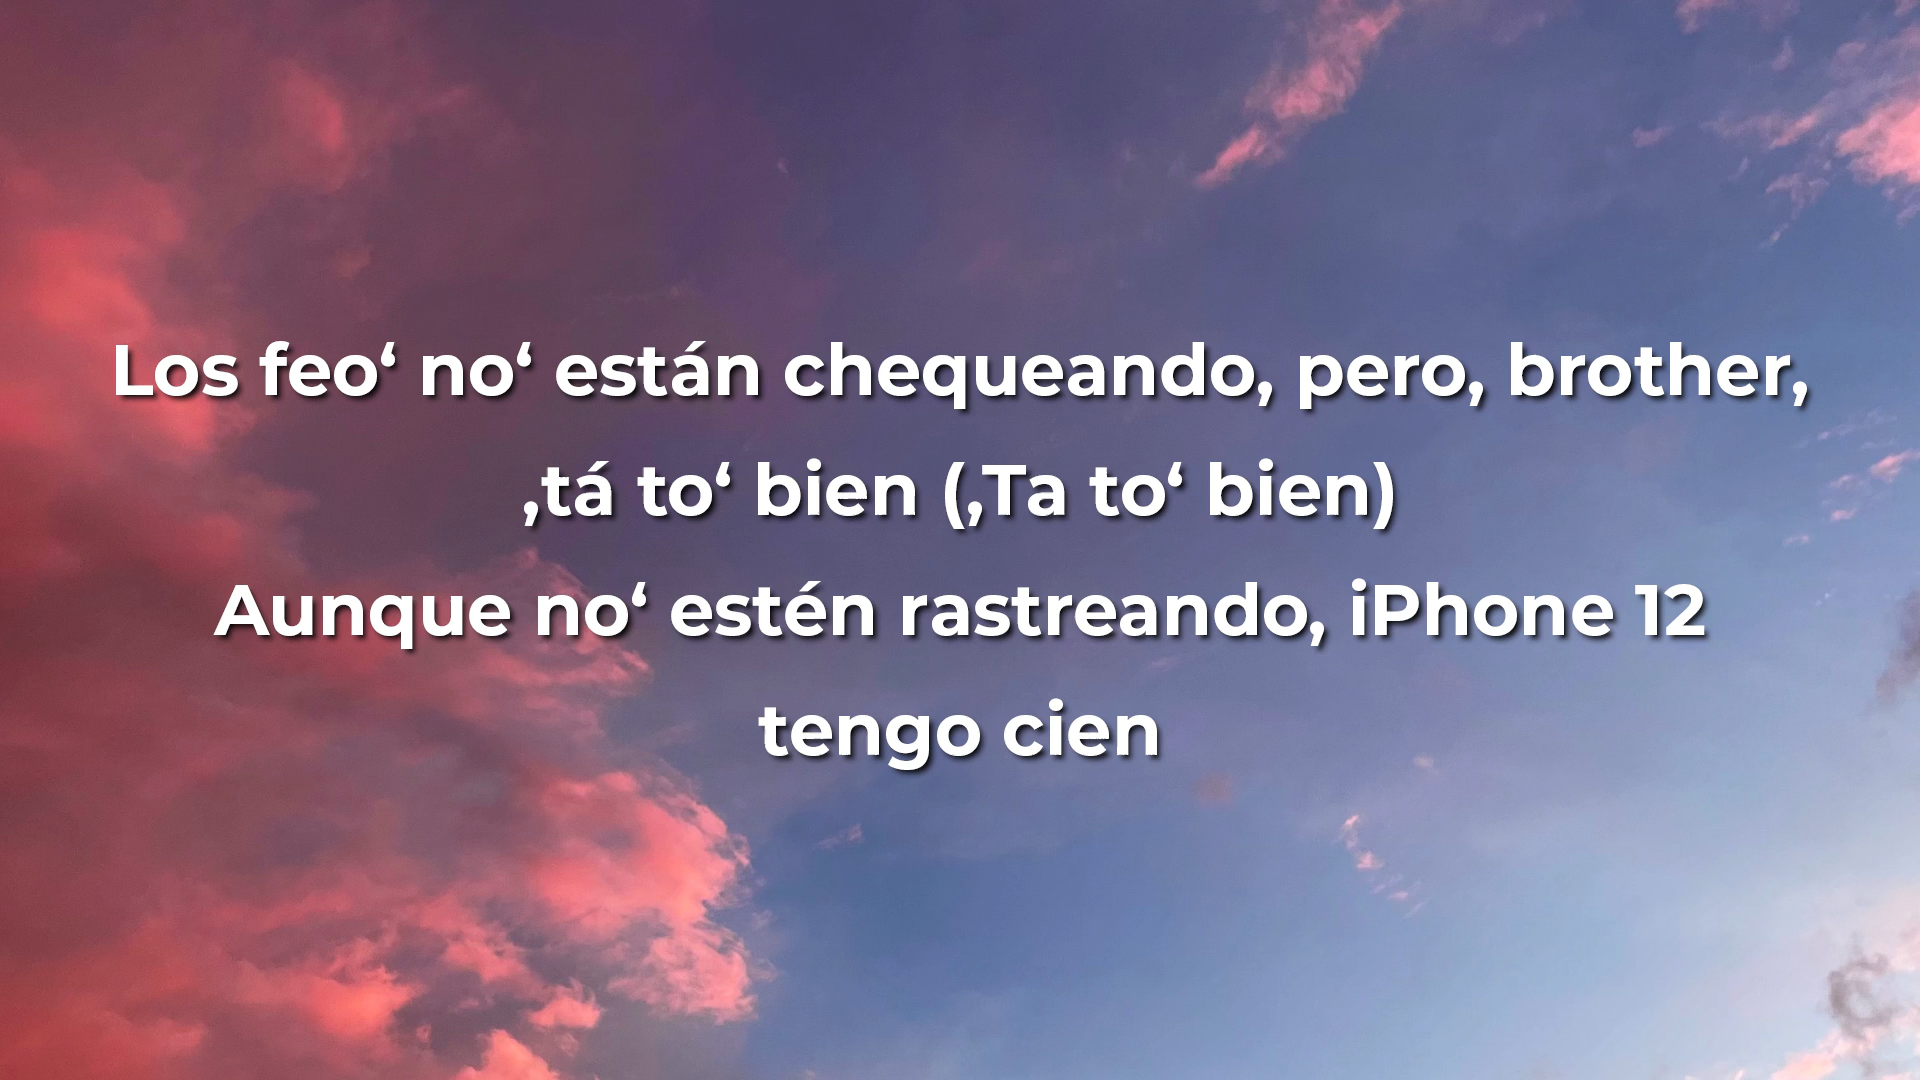 Los feo‘ no‘ están chequeando, pero, brother,
‚tá to‘ bien (‚Ta to‘ bien)
Aunque no‘ estén rastreando, iPhone 12
tengo cien